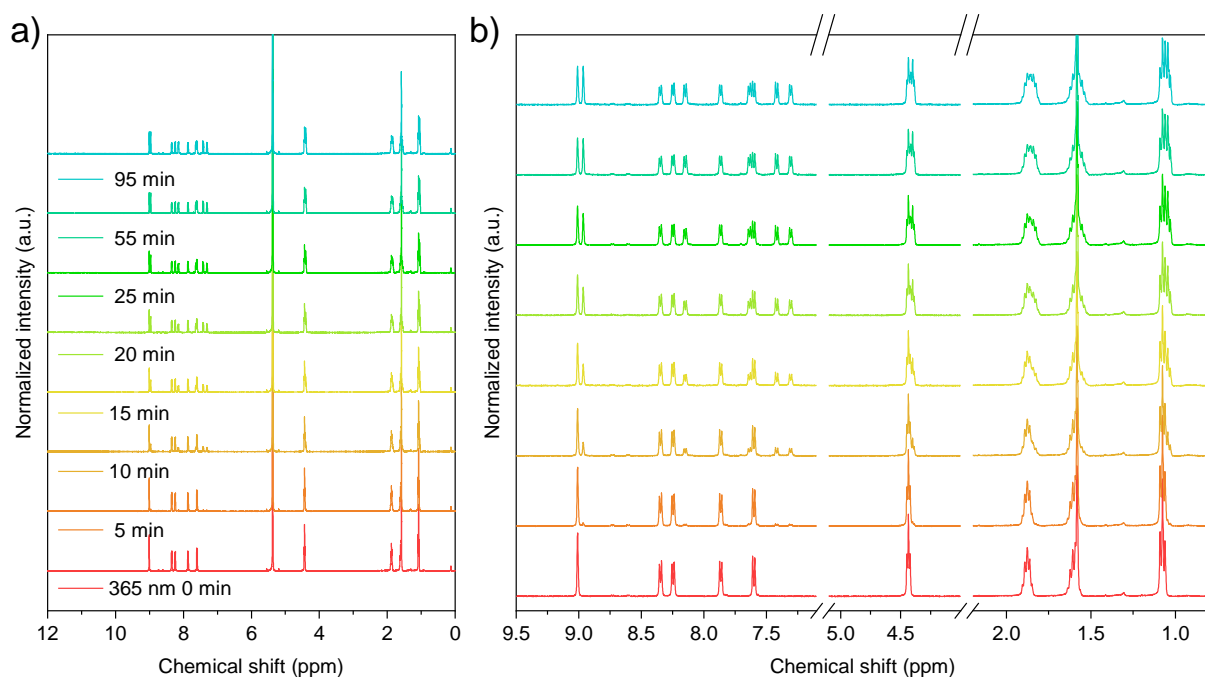 a)
Normalized intensity (a.u.)
95 min
55 min
25 min
20 min
15 min
10 min
5 min
365 nm 0 min
12 10 8 6 4 2 0
Chemical shift (ppm)
b)
Normalized intensity (a.u.)
9.5 9.0 8.5 8.0 7.5 5.0 4.5 2.0 1.5 1.0
Chemical shift (ppm)